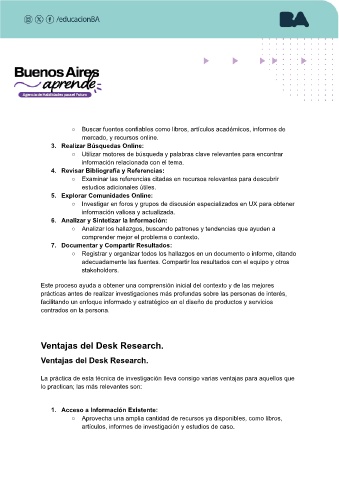 /educacionBA
BA
Buenos Aires
aprende
Agencia de Habilidades para el Futuro
○ Buscar fuentes confiables como libros, artículos académicos, informes de
mercado, y recursos online.
3. Realizar Búsquedas Online:
○ Utilizar motores de búsqueda y palabras clave relevantes para encontrar
información relacionada con el tema.
4. Revisar Bibliografía y Referencias:
○ Examinar las referencias citadas en recursos relevantes para descubrir
estudios adicionales útiles.
5. Explorar Comunidades Online:
○ Investigar en foros y grupos de discusión especializados en UX para obtener
información valiosa y actualizada.
6. Analizar y Sintetizar la Información:
○ Analizar los hallazgos, buscando patrones y tendencias que ayuden a
comprender mejor el problema o contexto.
7. Documentar y Compartir Resultados:
○ Registrar y organizar todos los hallazgos en un documento o informe, citando
adecuadamente las fuentes. Compartir los resultados con el equipo y otros
stakeholders.
Este proceso ayuda a obtener una comprensión inicial del contexto y de las mejores
prácticas antes de realizar investigaciones más profundas sobre las personas de interés,
facilitando un enfoque informado y estratégico en el diseño de productos y servicios
centrados en la persona.
Ventajas del Desk Research.
Ventajas del Desk Research.
La práctica de esta técnica de investigación lleva consigo varias ventajas para aquellos que
lo practican; las más relevantes son:
1. Acceso a Información Existente:
○ Aprovecha una amplia cantidad de recursos ya disponibles, como libros,
artículos, informes de investigación y estudios de caso.